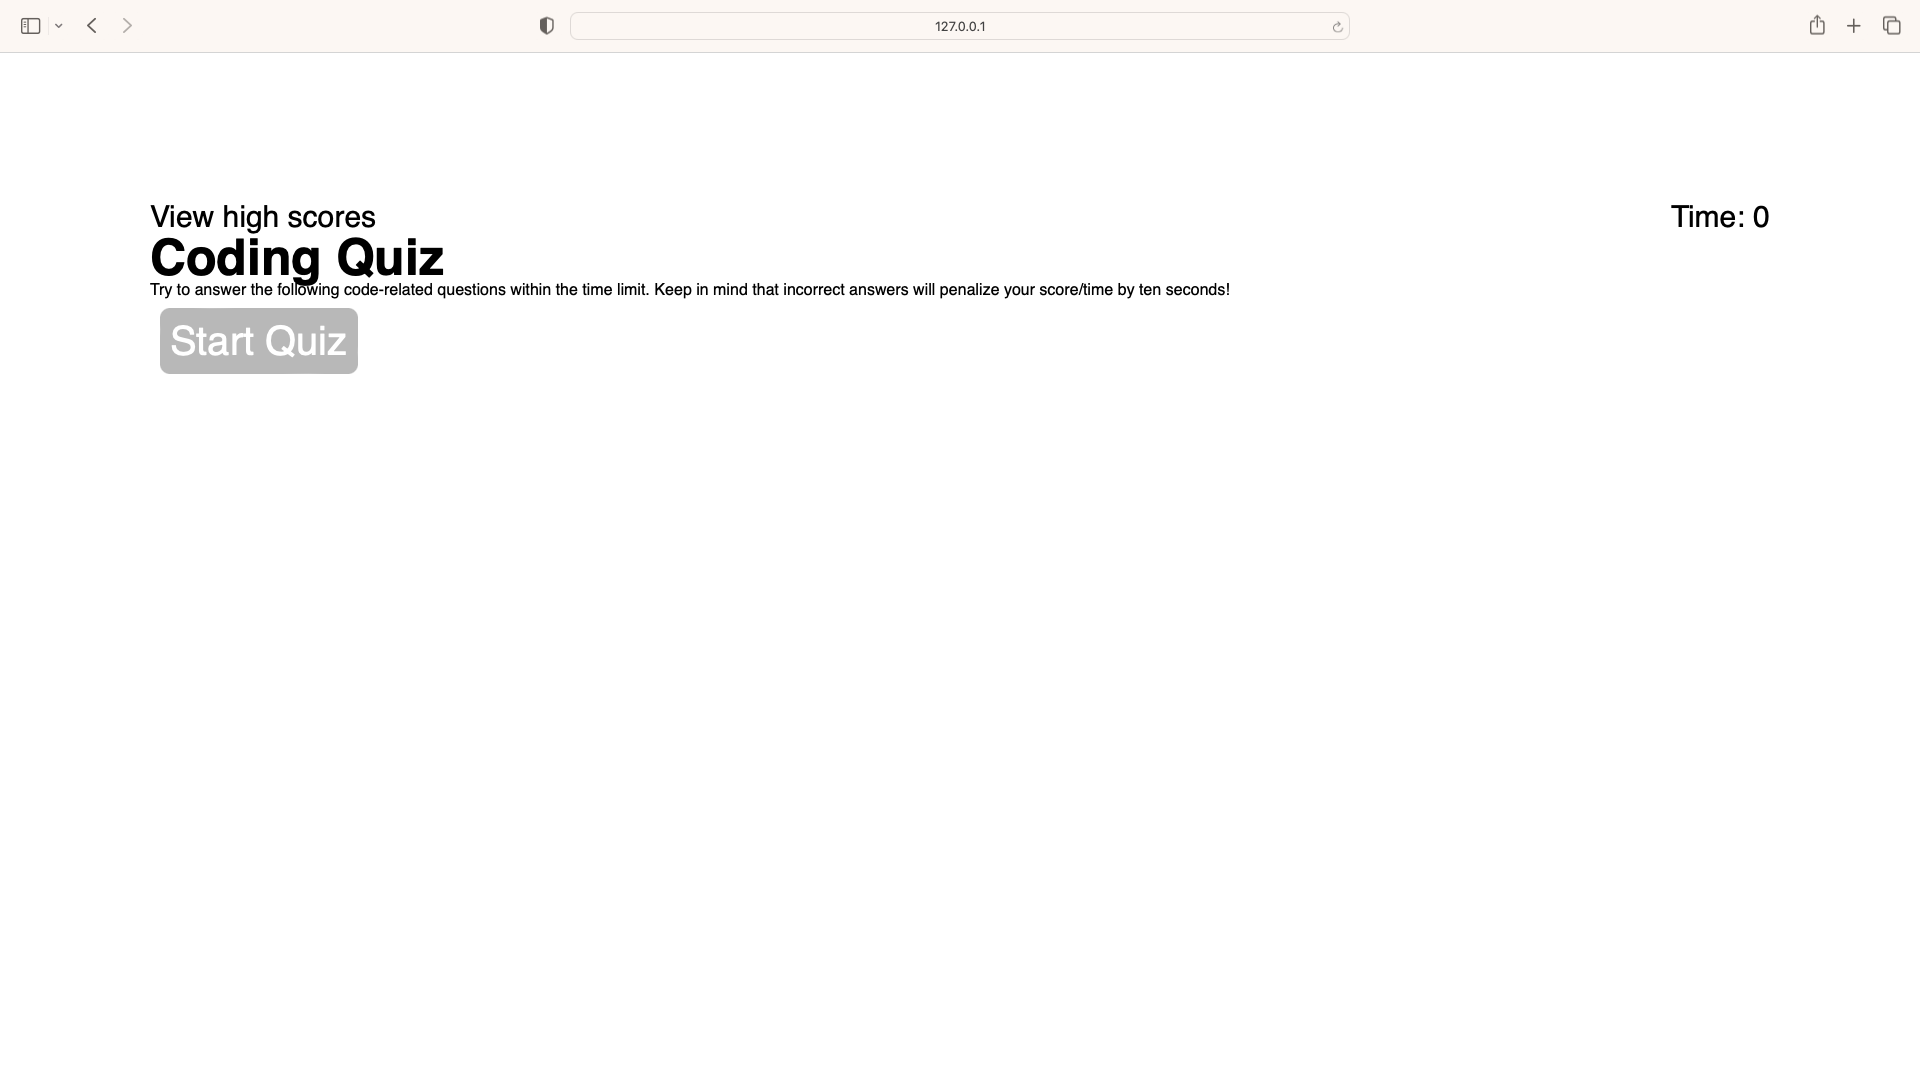 127.0.0.1
View high scores
Time: 0
Coding Quiz
Try to answer the following code-related questions within the time limit. Keep in mind that incorrect answers will penalize your score/time by ten seconds!
Start Quiz